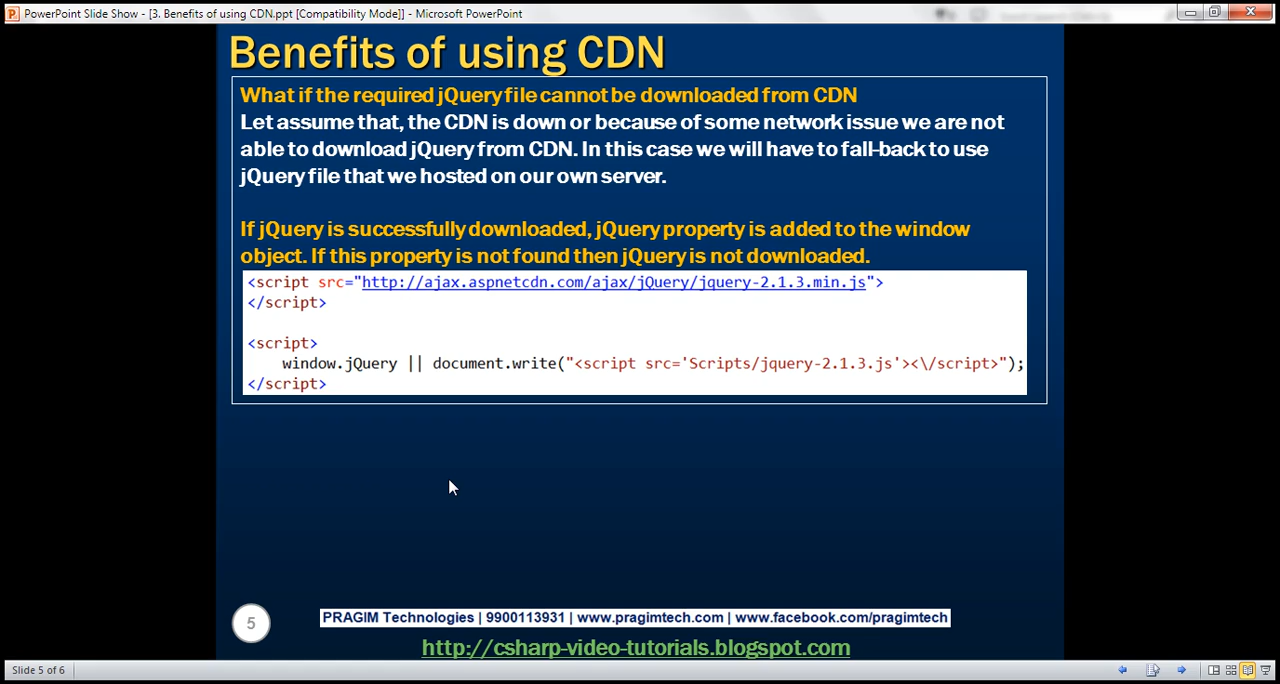 PowerPoint Slide Show - [3. Benefits of using CDN.ppt [Compatibility Mode]] - Microsoft PowerPoint
Benefits of using CDN
What if the required jQuery file cannot be downloaded from CDN
Let assume that, the CDN is down or because of some network issue we are not
able to download jQuery from CDN. In this case we will have to fall-back to use
jQuery file that we hosted on our own server.
If jQuery is successfully downloaded, jQuery property is added to the window
object. If this property is not found then jQuery is not downloaded.
<script src="http://ajax.aspnetcdn.com/ajax/jQuery/jquery-2.1.3.min.js">
</script>
<script>
window.jQuery || document.write("<script src='Scripts/jquery-2.1.3.js'><\/script>");
</script>
5
PRAGIM Technologies | 9900113931 | www.pragimtech.com | www.facebook.com/pragimtech
http://csharp-video-tutorials.blogspot.com
Slide 5 of 6